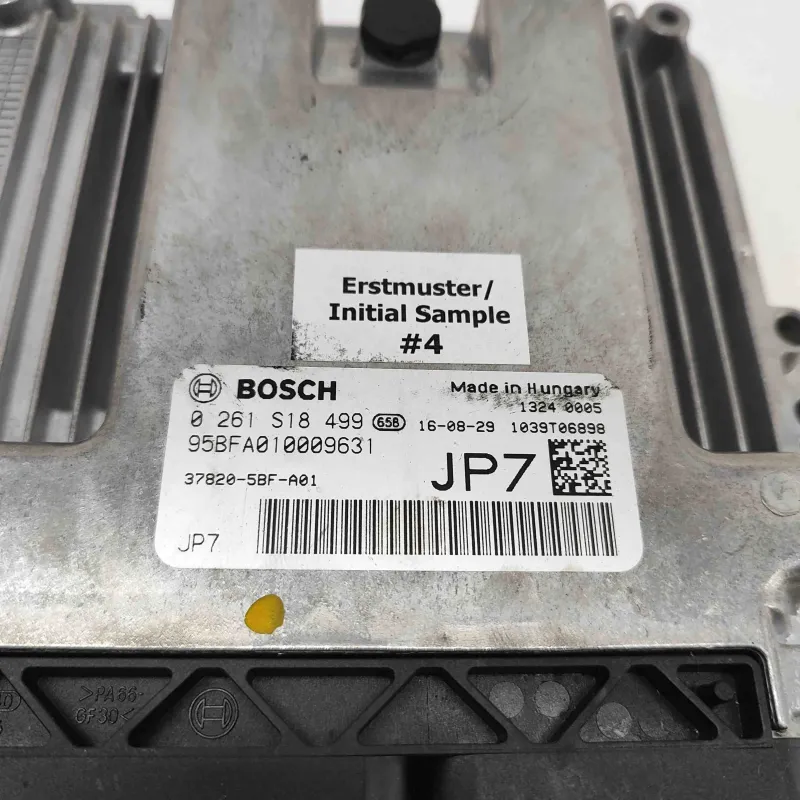 Erstmuster/
Initial Sample
#4
BOSCH Made in Hungary
1324 0005
0 261 S18 499 658 16-08-29 1039T06898
95BFA010009631
JP7
37820-5BF-A01
JP7
>PA66-
GF30<